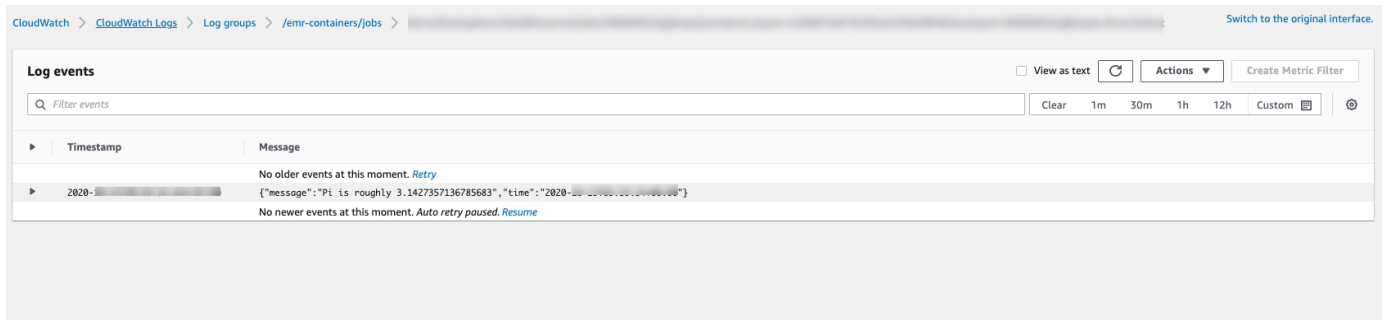 CloudWatch > CloudWatch Logs > Log groups > /emr-containers/jobs >
Switch to the original interface.
Log events
View as text
Actions ▼
Create Metric Filter
Filter events
Clear 1m 30m 1h 12h Custom
Timestamp Message
No older events at this moment. Retry
2020- {"message":"Pi is roughly 3.1427357136785683","time":"2020- "}
No newer events at this moment. Auto retry paused. Resume